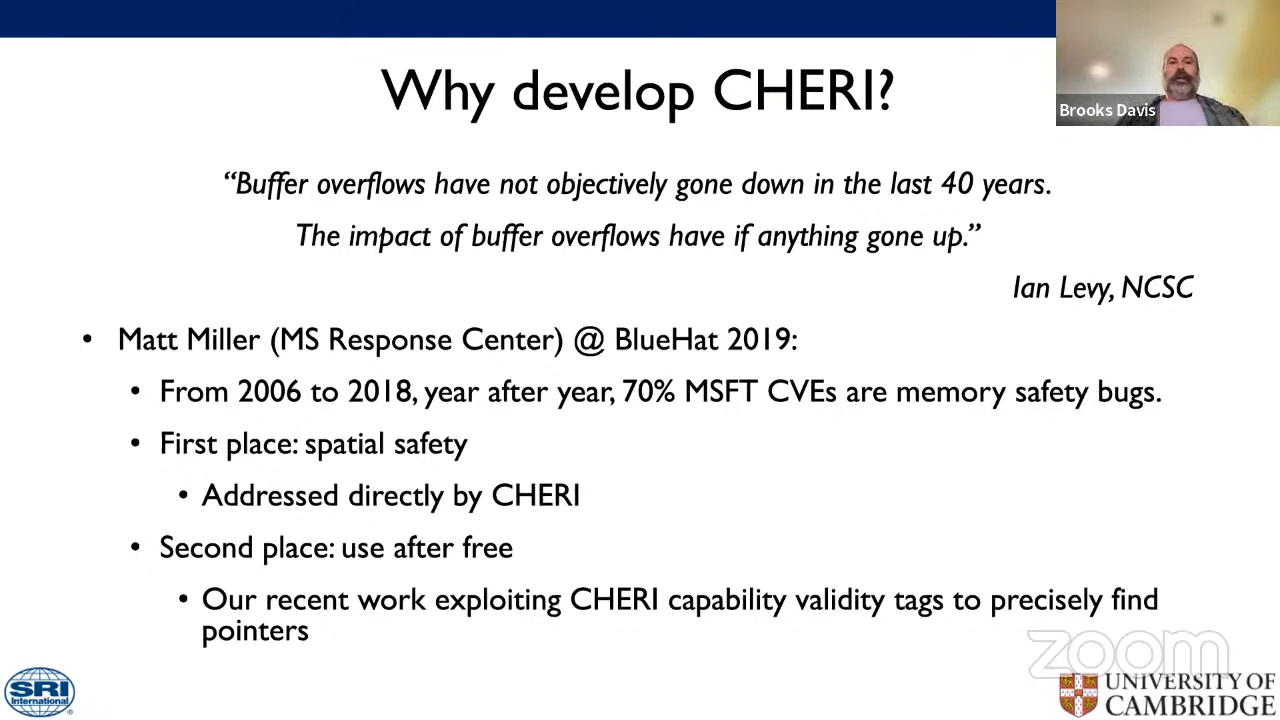 Why develop CHERI?
Brooks Davis
“Buffer overflows have not objectively gone down in the last 40 years.
The impact of buffer overflows have if anything gone up.”
Ian Levy, NCSC
• Matt Miller (MS Response Center) @ BlueHat 2019:
• From 2006 to 2018, year after year, 70% MSFT CVEs are memory safety bugs.
• First place: spatial safety
• Addressed directly by CHERI
• Second place: use after free
• Our recent work exploiting CHERI capability validity tags to precisely find
pointers
zoom
SRI
International
UNIVERSITY OF
CAMBRIDGE